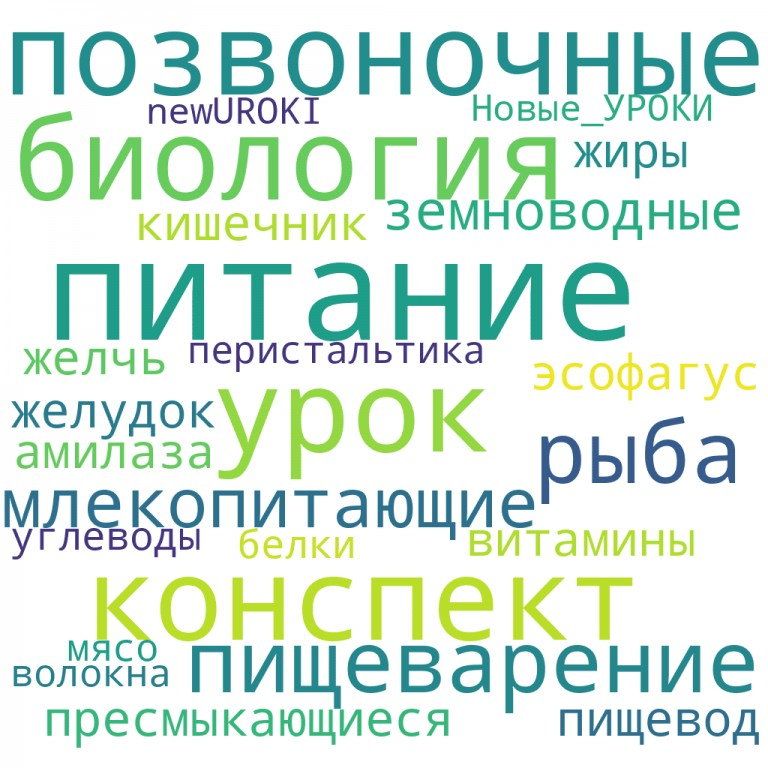 позвоночные
newUROKI
Новые_УРОКИ
биология
жиры
кишечник
земноводные
питание
желчь
перистальтика
эсофагус
желудок
урок
амилаза
рыба
млекопитающие
углеводы
белки
витамины
конспект
мясо
волокна
пищеварение
пресмыкающиеся
пищевод